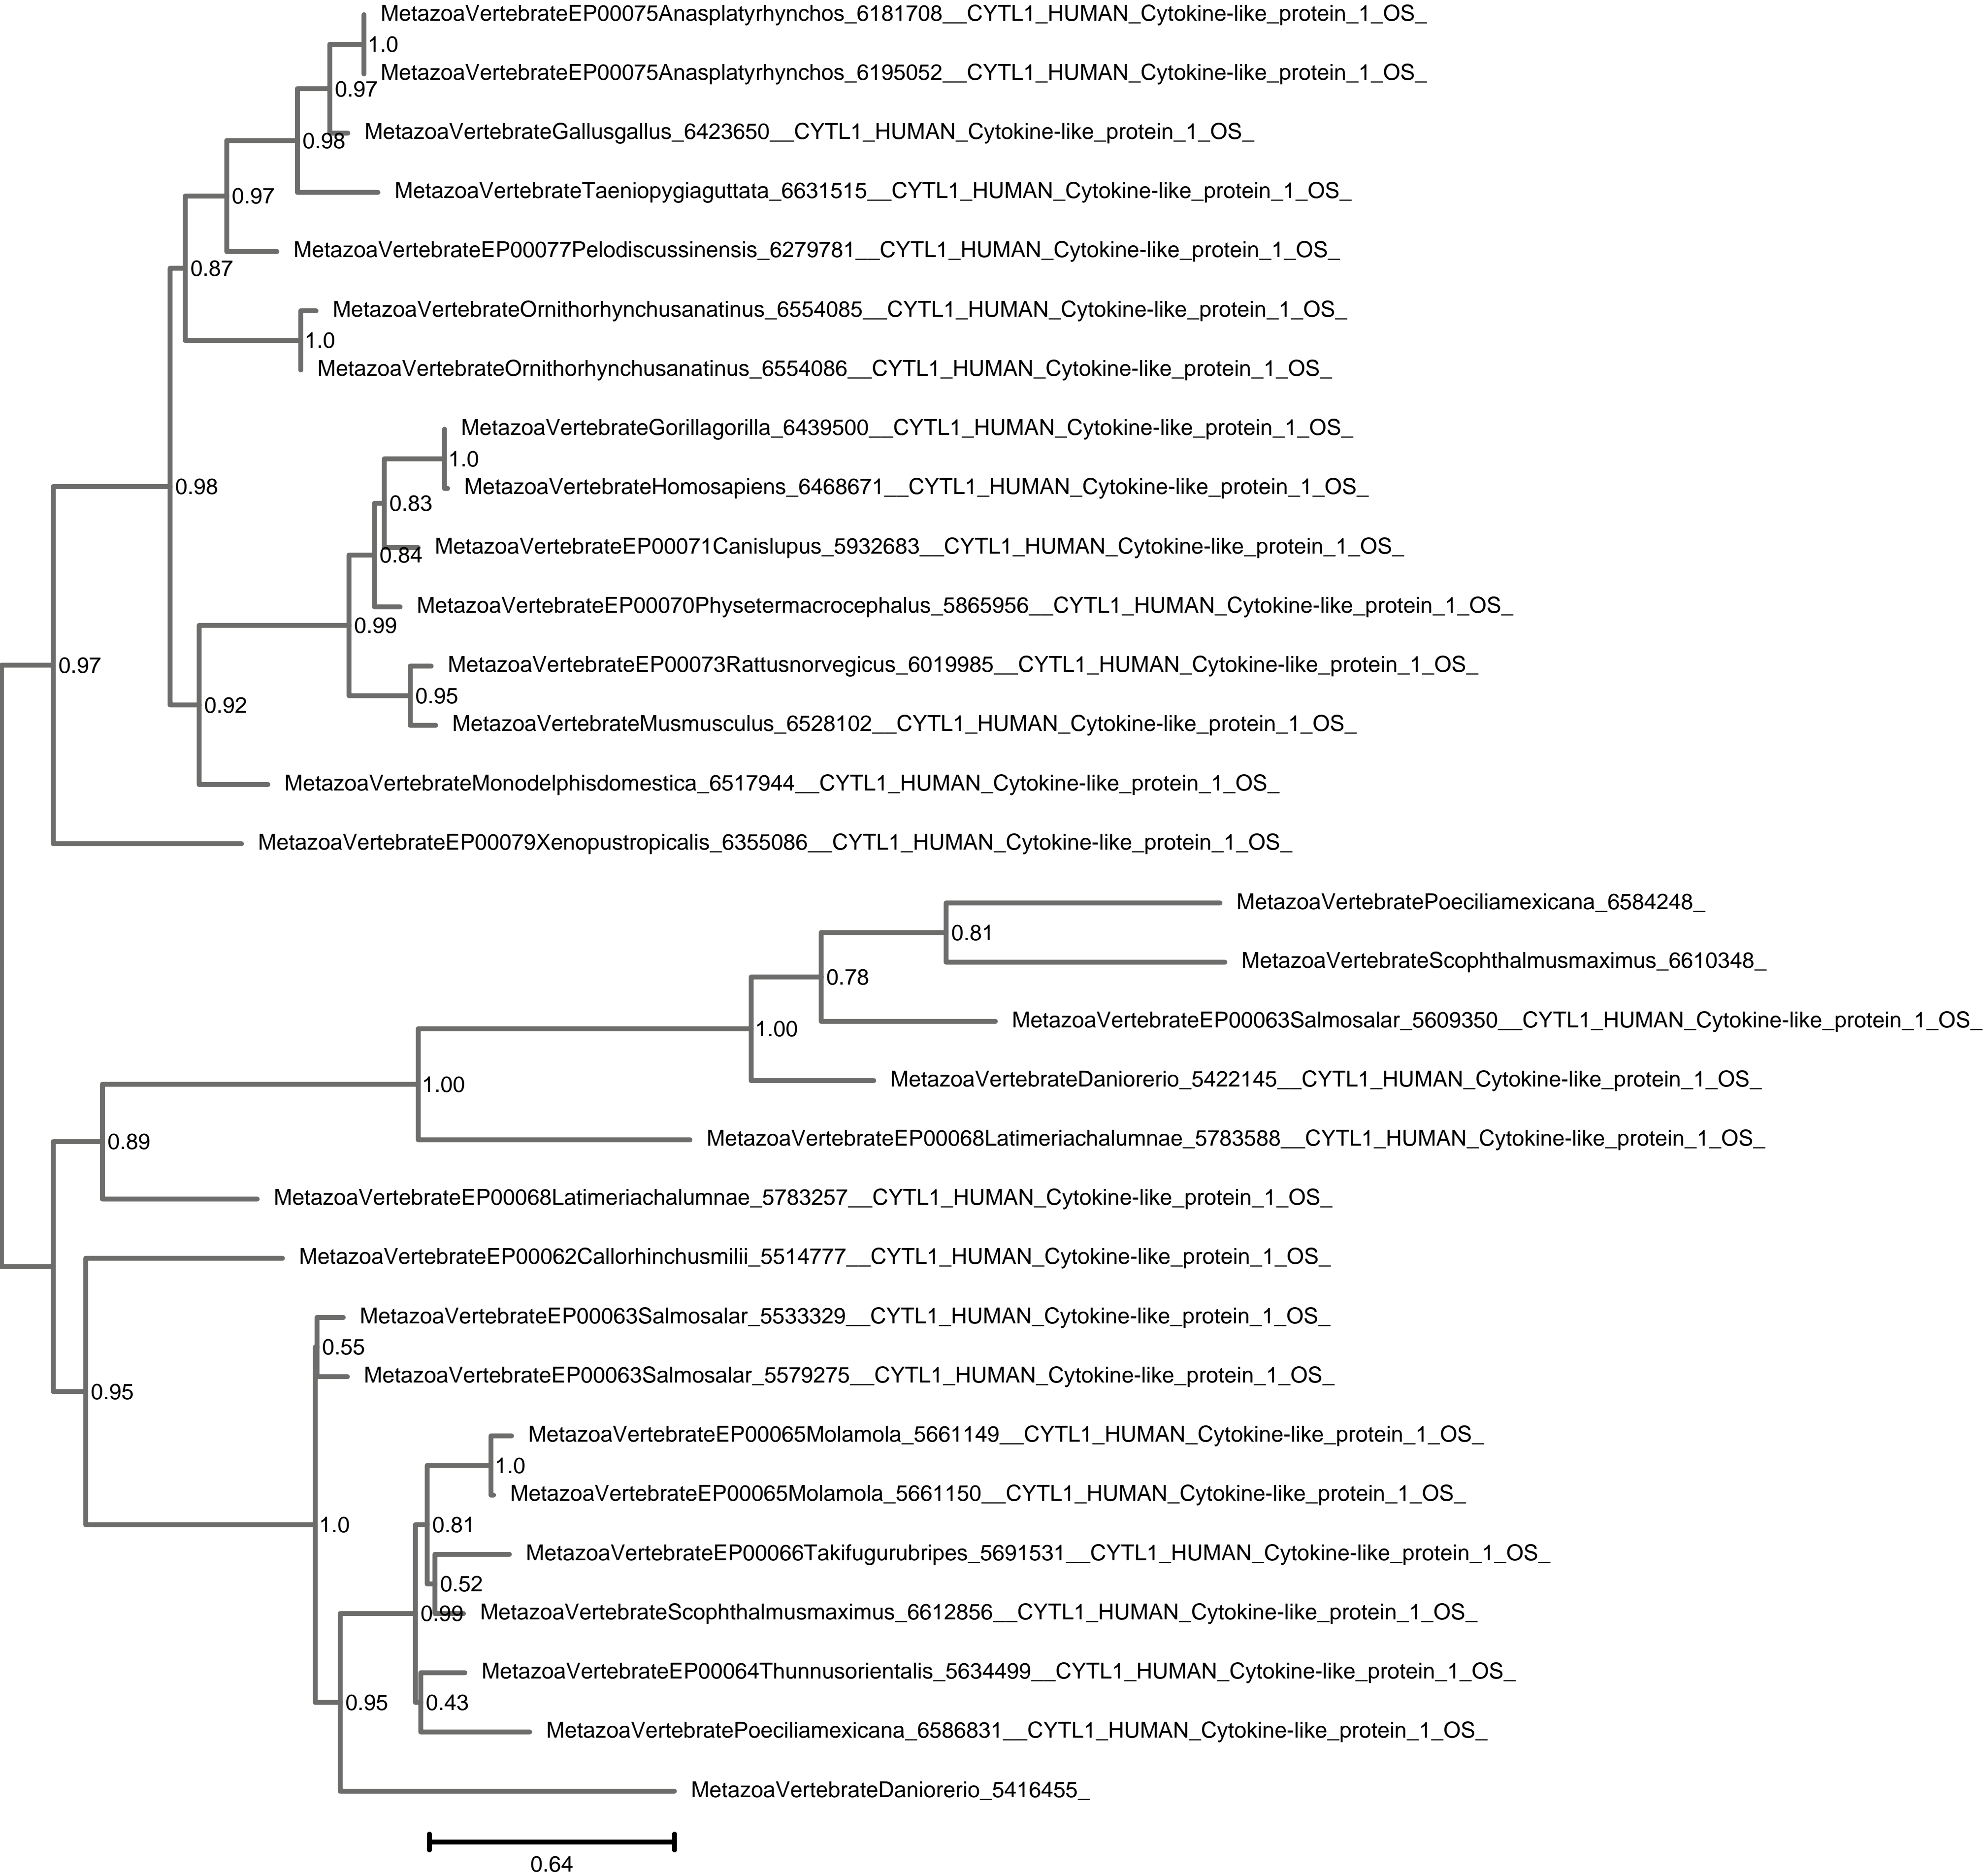 MetazoaVertebrateEP00075Anasplatyrhynchos_6181708__CYTL1_HUMAN_Cytokine-like_protein_1_OS_
1.0
MetazoaVertebrateEP00075Anasplatyrhynchos_6195052__CYTL1_HUMAN_Cytokine-like_protein_1_OS_
0.97
MetazoaVertebrateGallusgallus_6423650__CYTL1_HUMAN_Cytokine-like_protein_1_OS_
0.98
MetazoaVertebrateTaeniopygiaguttata_6631515__CYTL1_HUMAN_Cytokine-like_protein_1_OS_
0.97
MetazoaVertebrateEP00077Pelodiscussinensis_6279781__CYTL1_HUMAN_Cytokine-like_protein_1_OS_
0.87
MetazoaVertebrateOrnithorhynchusanatinus_6554085__CYTL1_HUMAN_Cytokine-like_protein_1_OS_
1.0
MetazoaVertebrateOrnithorhynchusanatinus_6554086__CYTL1_HUMAN_Cytokine-like_protein_1_OS_
MetazoaVertebrateGorillagorilla_6439500__CYTL1_HUMAN_Cytokine-like_protein_1_OS_
1.0
MetazoaVertebrateHomosapiens_6468671__CYTL1_HUMAN_Cytokine-like_protein_1_OS_
0.98
0.83
MetazoaVertebrateEP00071Canislupus_5932683__CYTL1_HUMAN_Cytokine-like_protein_1_OS_
0.84
MetazoaVertebrateEP00070Physetermacrocephalus_5865956__CYTL1_HUMAN_Cytokine-like_protein_1_OS_
0.99
MetazoaVertebrateEP00073Rattusnorvegicus_6019985__CYTL1_HUMAN_Cytokine-like_protein_1_OS_
0.97
0.95
0.92
MetazoaVertebrateMusmusculus_6528102__CYTL1_HUMAN_Cytokine-like_protein_1_OS_
MetazoaVertebrateMonodelphisdomestica_6517944__CYTL1_HUMAN_Cytokine-like_protein_1_OS_
MetazoaVertebrateEP00079Xenopustropicalis_6355086__CYTL1_HUMAN_Cytokine-like_protein_1_OS_
MetazoaVertebratePoeciliamexicana_6584248_
0.81
MetazoaVertebrateScophthalmusmaximus_6610348_
0.78
MetazoaVertebrateEP00063Salmosalar_5609350__CYTL1_HUMAN_Cytokine-like_protein_1_OS_
1.00
MetazoaVertebrateDaniorerio_5422145__CYTL1_HUMAN_Cytokine-like_protein_1_OS_
1.00
MetazoaVertebrateEP00068Latimeriachalumnae_5783588__CYTL1_HUMAN_Cytokine-like_protein_1_OS_
0.89
MetazoaVertebrateEP00068Latimeriachalumnae_5783257__CYTL1_HUMAN_Cytokine-like_protein_1_OS_
MetazoaVertebrateEP00062Callorhinchusmilii_5514777__CYTL1_HUMAN_Cytokine-like_protein_1_OS_
MetazoaVertebrateEP00063Salmosalar_5533329__CYTL1_HUMAN_Cytokine-like_protein_1_OS_
0.55
MetazoaVertebrateEP00063Salmosalar_5579275__CYTL1_HUMAN_Cytokine-like_protein_1_OS_
0.95
MetazoaVertebrateEP00065Molamola_5661149__CYTL1_HUMAN_Cytokine-like_protein_1_OS_
1.0
MetazoaVertebrateEP00065Molamola_5661150__CYTL1_HUMAN_Cytokine-like_protein_1_OS_
1.0
0.81
MetazoaVertebrateEP00066Takifugurubripes_5691531__CYTL1_HUMAN_Cytokine-like_protein_1_OS_
0.52
0.99
MetazoaVertebrateScophthalmusmaximus_6612856__CYTL1_HUMAN_Cytokine-like_protein_1_OS_
MetazoaVertebrateEP00064Thunnusorientalis_5634499__CYTL1_HUMAN_Cytokine-like_protein_1_OS_
0.95
0.43
MetazoaVertebratePoeciliamexicana_6586831__CYTL1_HUMAN_Cytokine-like_protein_1_OS_
MetazoaVertebrateDaniorerio_5416455_
0.64